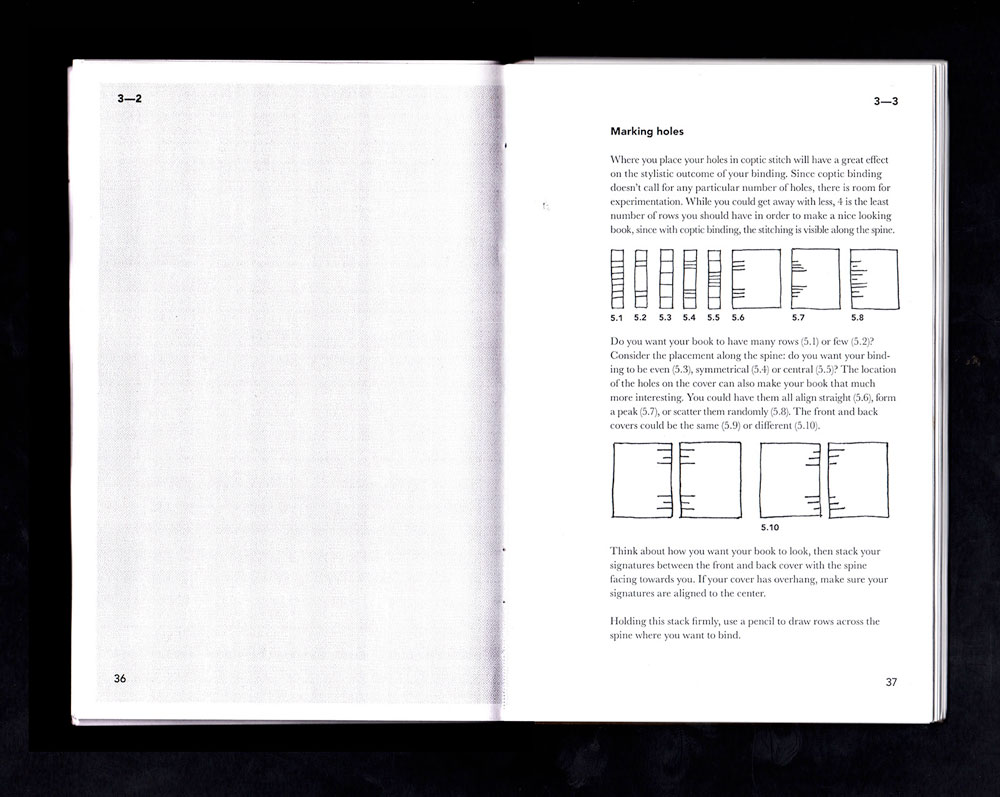 3—2
36
3—3
Marking holes
Where you place your holes in coptic stitch will have a great effect
on the stylistic outcome of your binding. Since coptic binding
doesn't call for any particular number of holes, there is room for
experimentation. While you could get away with less, 4 is the least
number of rows you should have in order to make a nice looking
book, since with coptic binding, the stitching is visible along the spine.
5.1 5.2 5.3 5.4 5.5 5.6 5.7 5.8
Do you want your book to have many rows (5.1) or few (5.2)?
Consider the placement along the spine: do you want your bind-
ing to be even (5.3), symmetrical (5.4) or central (5.5)? The location
of the holes on the cover can also make your book that much
more interesting. You could have them all align straight (5.6), form
a peak (5.7), or scatter them randomly (5.8). The front and back
covers could be the same (5.9) or different (5.10).
5.10
Think about how you want your book to look, then stack your
signatures between the front and back cover with the spine
facing towards you. If your cover has overhang, make sure your
signatures are aligned to the center.
Holding this stack firmly, use a pencil to draw rows across the
spine where you want to bind.
37